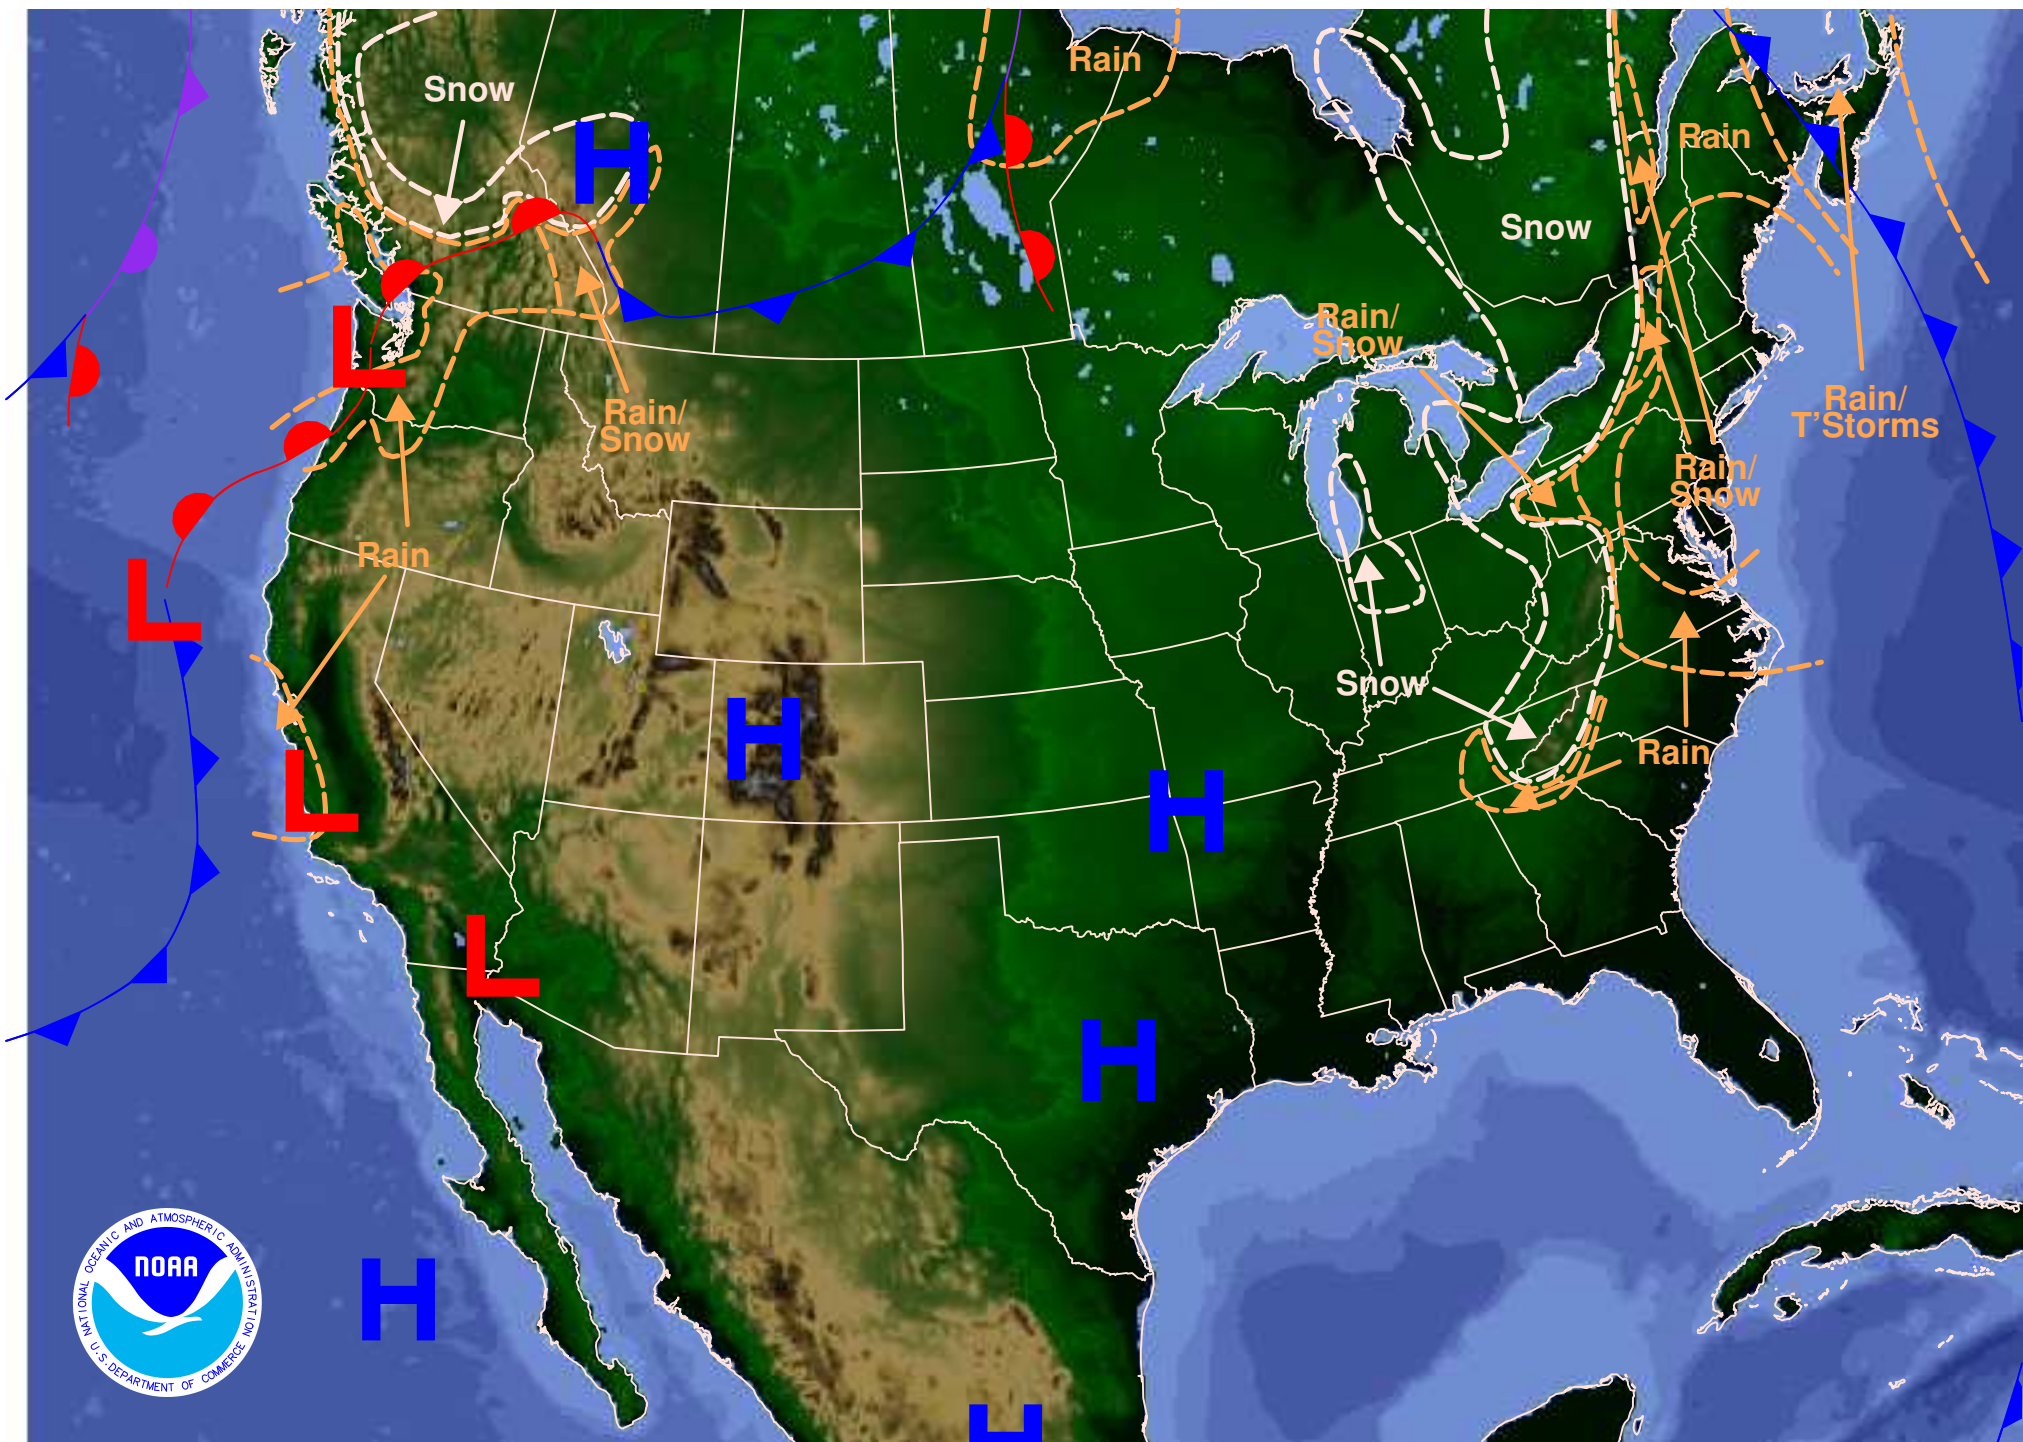 Rain
Snow
Rain
H
Snow
Rain/
Snow
L
Rain/
Snow
Rain/
T'Storms
Rain/
Snow
Rain
L
Snow
H
Rain
L
H
L
H
NATIONAL OCEANIC AND ATMOSPHERIC ADMINISTRATION
NOAA
U.S. DEPARTMENT OF COMMERCE
H
H